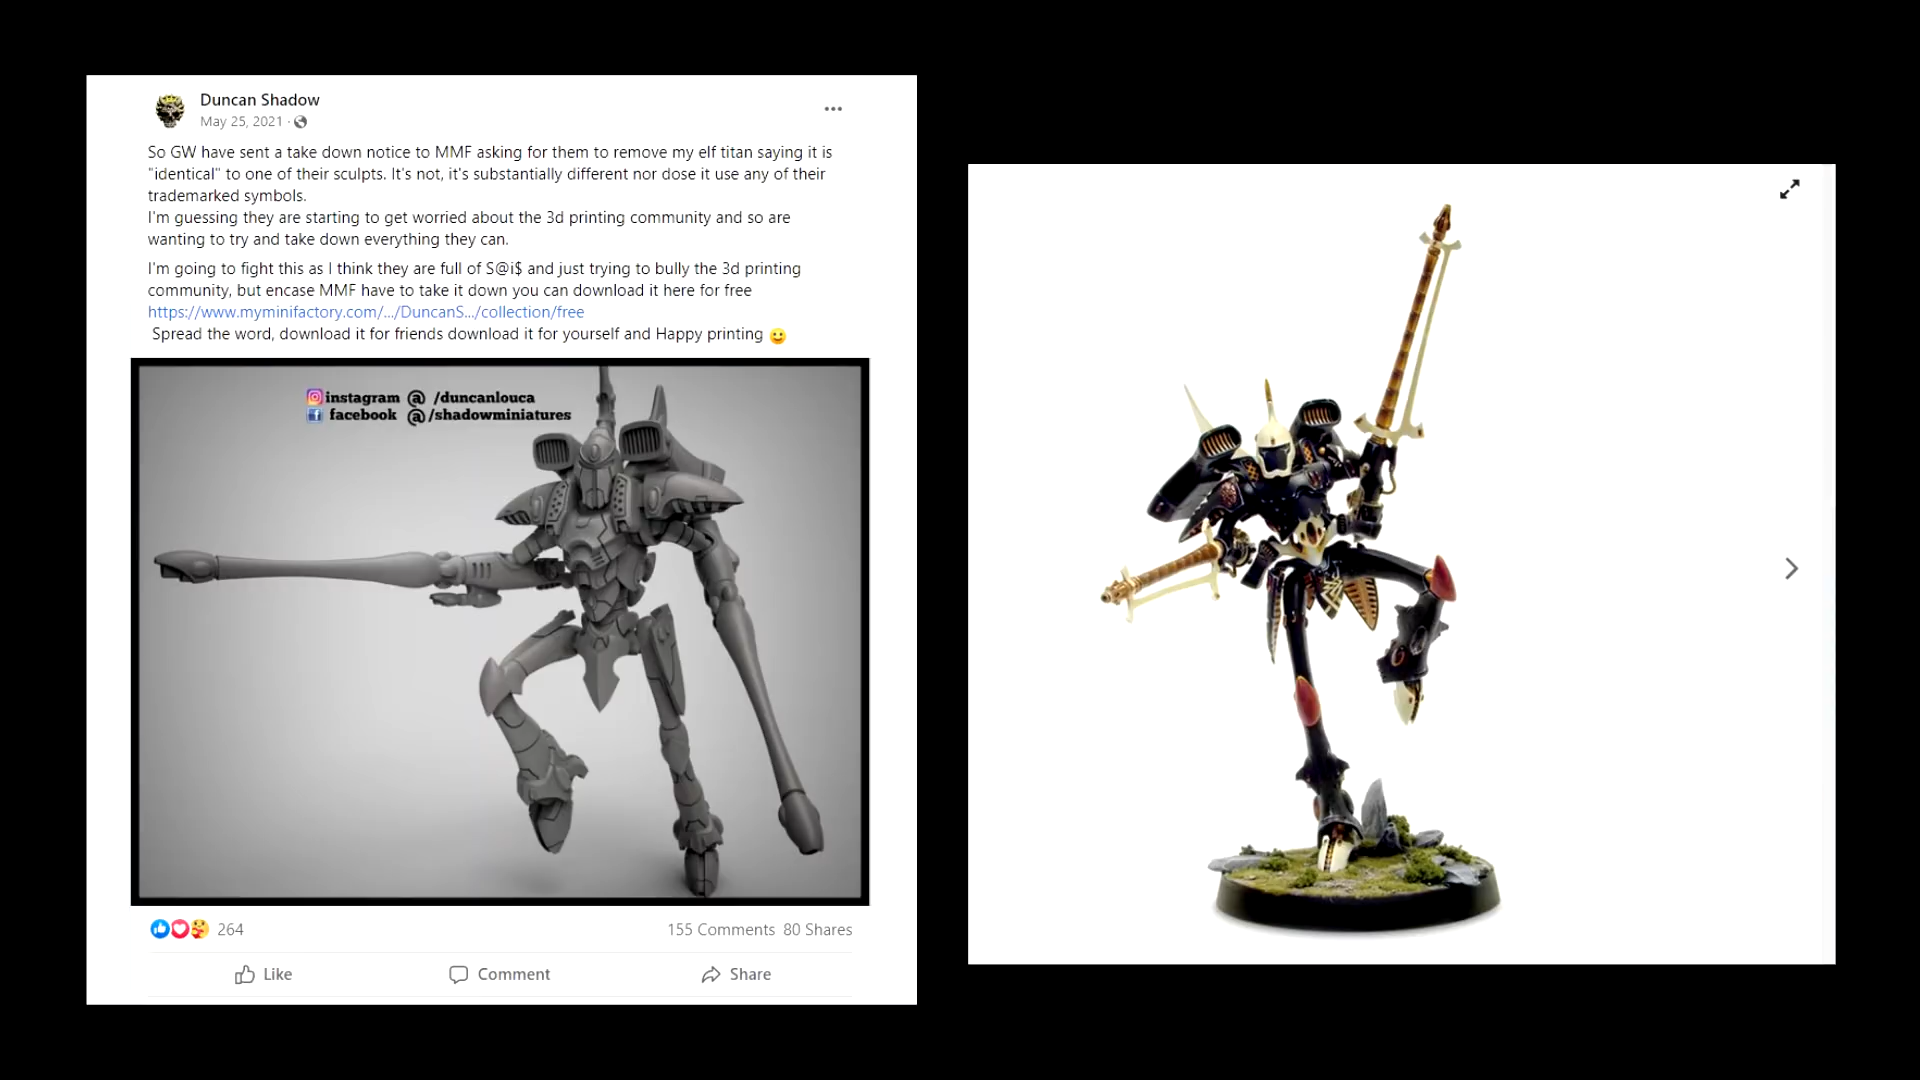 Duncan Shadow
May 25, 2021 ·
So GW have sent a take down notice to MMF asking for them to remove my elf titan saying it is
"identical" to one of their sculpts. It's not, it's substantially different nor dose it use any of their
trademarked symbols.
I'm guessing they are starting to get worried about the 3d printing community and so are
wanting to try and take down everything they can.
I'm going to fight this as I think they are full of S@i$ and just trying to bully the 3d printing
community, but encase MMF have to take it down you can download it here for free
https://www.myminifactory.com/.../DuncanS.../collection/free
Spread the word, download it for friends download it for yourself and Happy printing
instagram @ /duncanlouca
facebook @/shadowminiatures
264
155 Comments 80 Shares
Like
Comment
Share